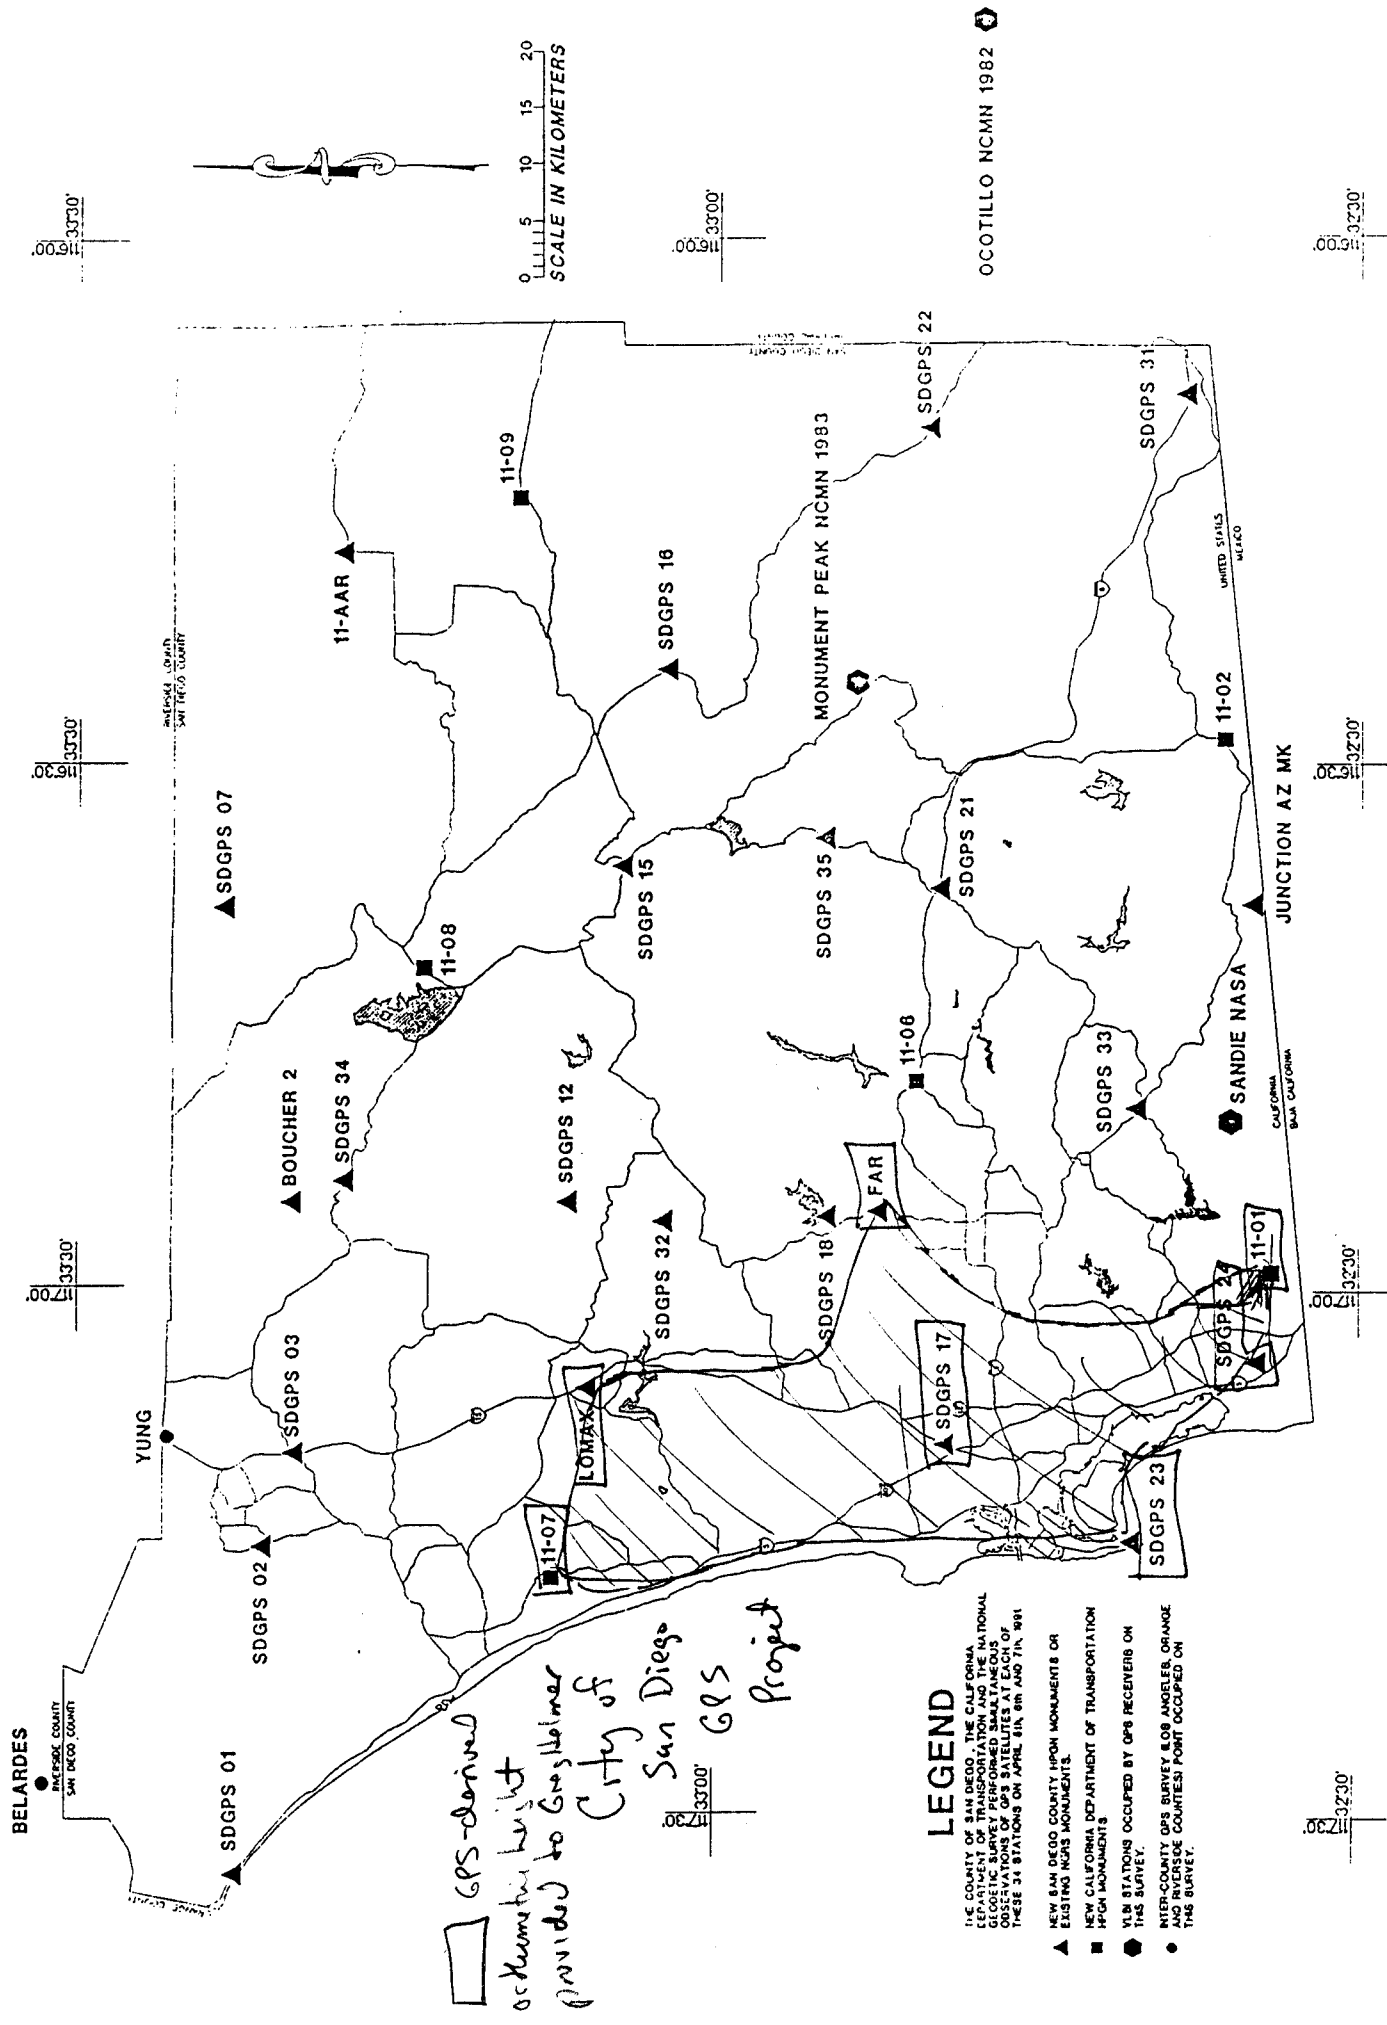 BELARDES
RIVERSIDE COUNTY
SAN DIEGO COUNTY
SDGPS 01
YUNG
SDGPS 02
SDGPS 03
BOUCHER 2
SDGPS 34
SDGPS 07
RIVERSIDE COUNTY
SAN DIEGO COUNTY
11-AAR
11-09
11-08
11-07
LOMAX
SDGPS 12
SDGPS 32
SDGPS 15
SDGPS 16
SDGPS 18
FAR
SDGPS 35
MONUMENT PEAK NCMN 1983
SAN DIEGO COUNTY
SDGPS 22
SDGPS 17
11-06
SDGPS 21
SDGPS 23
SDGPS 33
SDGPS 31
SDGPS 24
11-01
SANDIE NASA
11-02
JUNCTION AZ MK
CALIFORNIA
BAJA CALIFORNIA
UNITED STATES
MEXICO
OCOTILLO NCMN 1982
0 5 10 15 20
SCALE IN KILOMETERS
117°00' 33°30'
116°30' 33°30'
116°00' 33°30'
117°30' 33°00'
116°00' 33°00'
117°30' 32°30'
117°00' 32°30'
116°30' 32°30'
116°00' 32°30'
GPS-derived
orthometric height
provided to Greg Helmer
City of
San Diego
GPS
Project
LEGEND
THE COUNTY OF SAN DIEGO, THE CALIFORNIA
DEPARTMENT OF TRANSPORTATION AND THE NATIONAL
GEODETIC SURVEY PERFORMED SIMULTANEOUS
OBSERVATIONS OF GPS SATELLITES AT EACH OF
THESE 34 STATIONS ON APRIL 6th AND 7th, 1991
NEW SAN DIEGO COUNTY HPGN MONUMENTS OR
EXISTING NGRS MONUMENTS.
NEW CALIFORNIA DEPARTMENT OF TRANSPORTATION
HPGN MONUMENTS
VLBI STATIONS OCCUPIED BY GPS RECEIVERS ON
THIS SURVEY.
INTER-COUNTY GPS SURVEY (LOS ANGELES, ORANGE
AND RIVERSIDE COUNTIES) POINT OCCUPIED ON
THIS SURVEY.